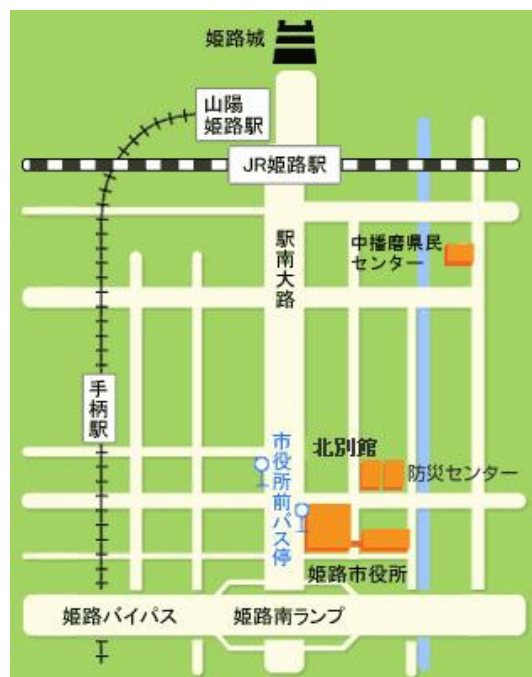 姫路城
山陽
姫路駅
JR姫路駅
駅南大路
中播磨県民
センター
手柄駅
市役所前バス停
北別館
防災センター
姫路市役所
姫路バイパス
姫路南ランプ